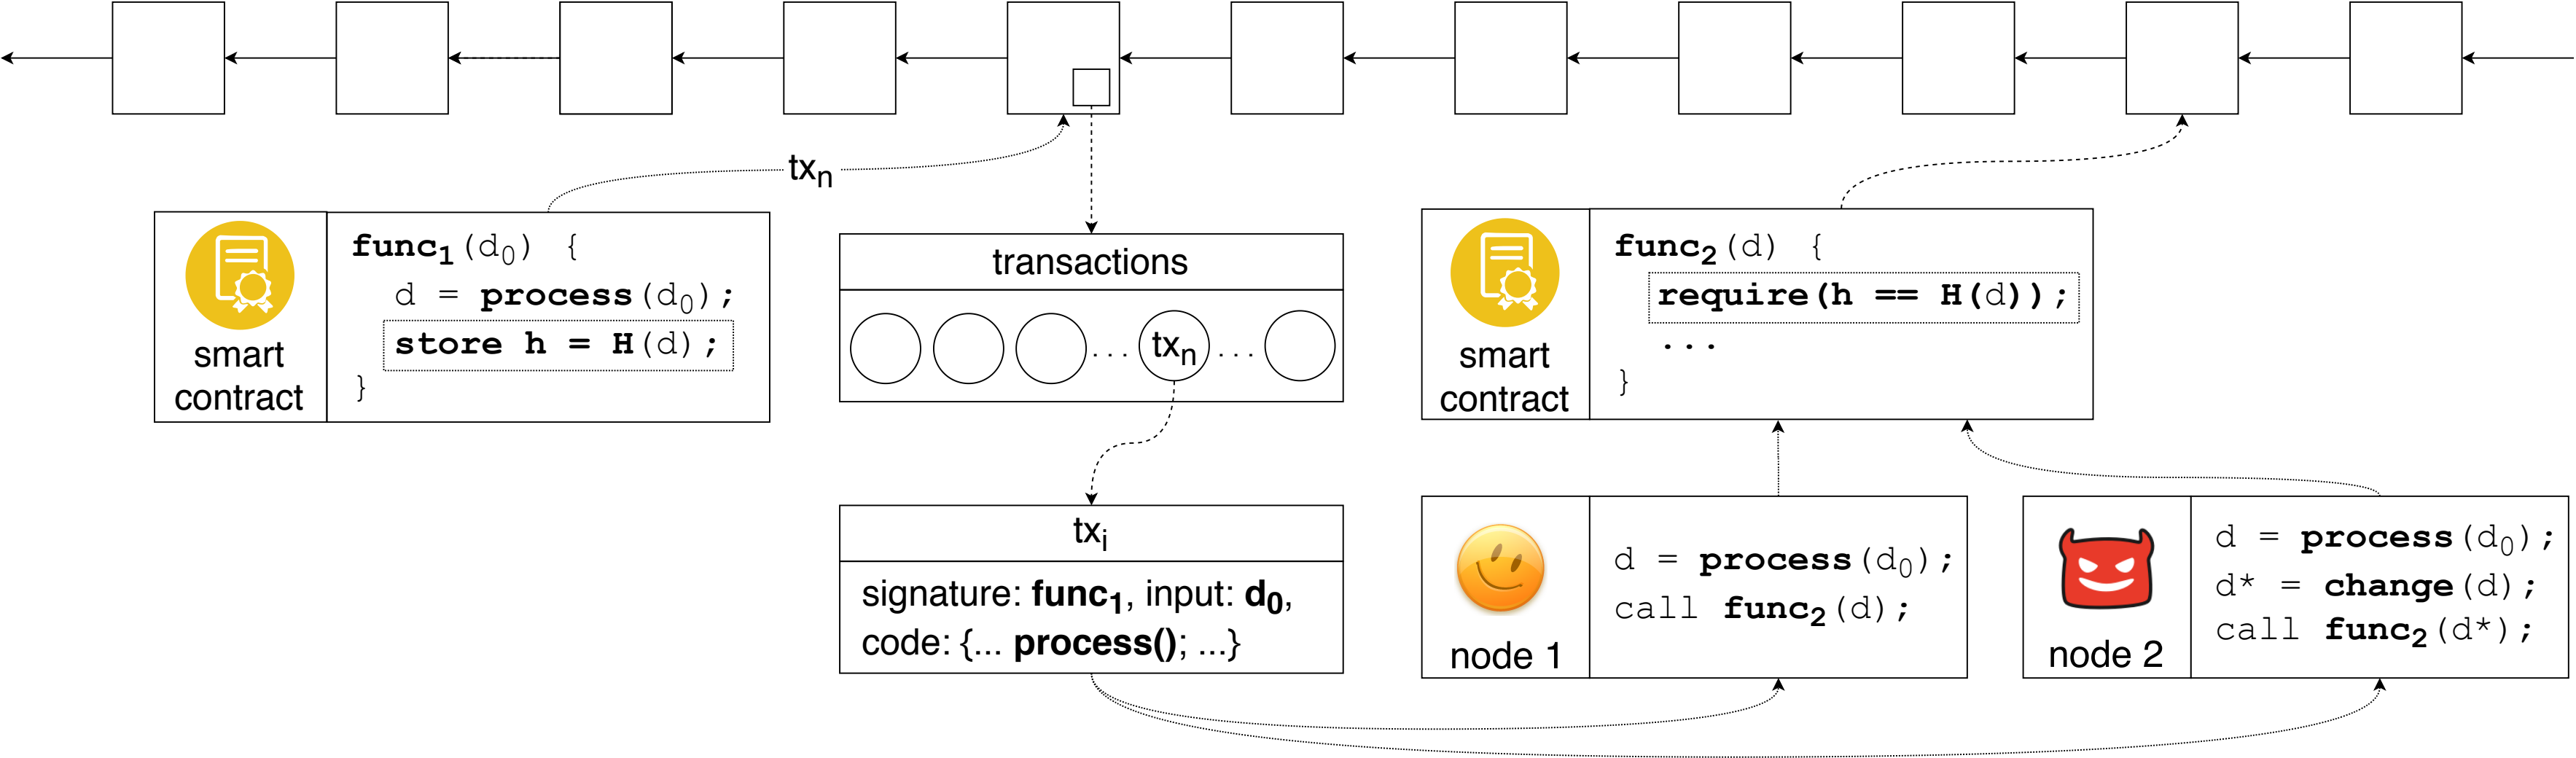 txₙ
smart
contract
func₁(d₀) {
d = process(d₀);
store h = H(d);
}
transactions
... txₙ ...
txᵢ
signature: func₁, input: d₀,
code: {... process(); ...}
smart
contract
func₂(d) {
require(h == H(d));
...
}
node 1
d = process(d₀);
call func₂(d);
node 2
d = process(d₀);
d* = change(d);
call func₂(d*);